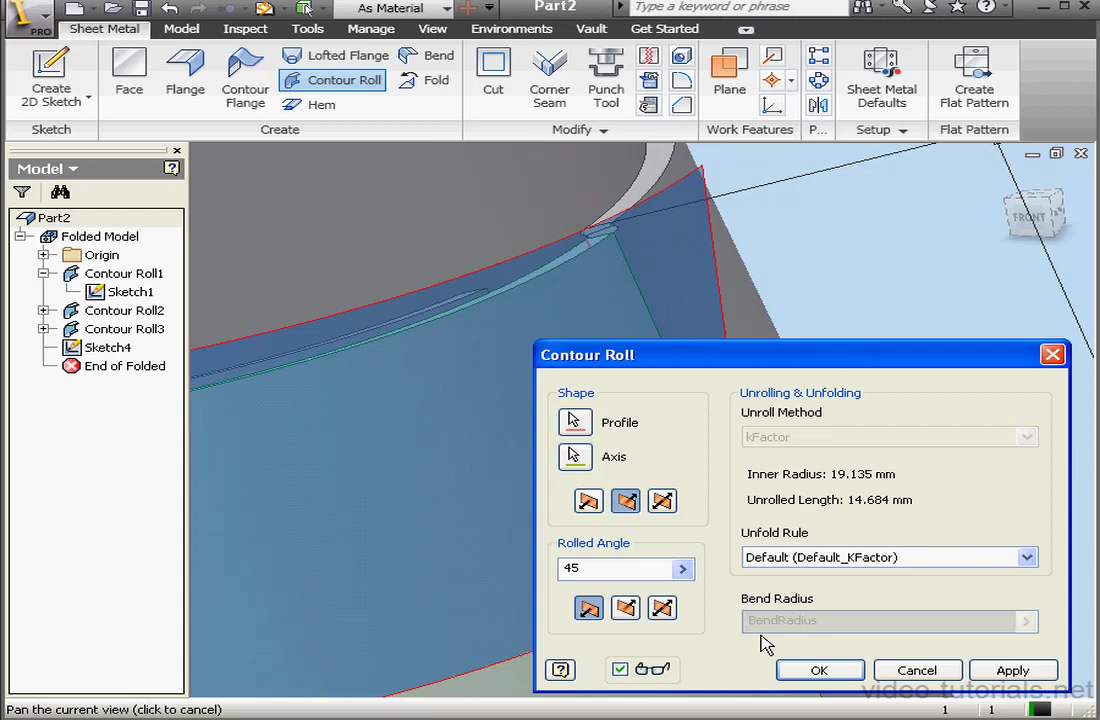 As Material
Part2
Type a keyword or phrase
PRO
Sheet Metal
Model
Inspect
Tools
Manage
View
Environments
Vault
Get Started
Create
2D Sketch
Face
Flange
Contour
Flange
Lofted Flange
Contour Roll
Hem
Bend
Fold
Cut
Corner
Seam
Punch
Tool
Plane
Sheet Metal
Defaults
Create
Flat Pattern
Sketch
Create
Modify
Work Features
P...
Setup
Flat Pattern
Model
Part2
Folded Model
Origin
Contour Roll1
Sketch1
Contour Roll2
Contour Roll3
Sketch4
End of Folded
FRONT
Contour Roll
Shape
Profile
Axis
Rolled Angle
45
Unrolling & Unfolding
Unroll Method
kFactor
Inner Radius: 19.135 mm
Unrolled Length: 14.684 mm
Unfold Rule
Default (Default_KFactor)
Bend Radius
BendRadius
OK
Cancel
Apply
video-tutorials.net
Pan the current view (click to cancel)
1
1